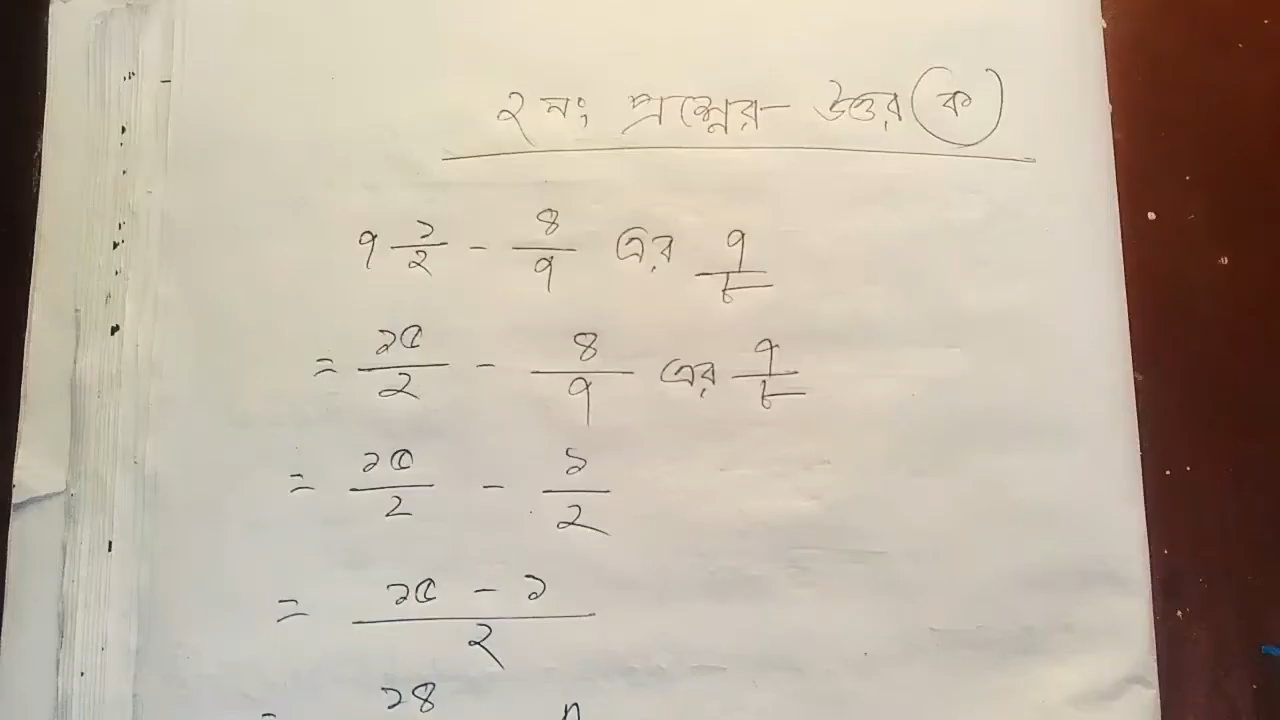 ২ নং প্রশ্নের উত্তর (ক)
৭ ১/২ - ৪/৭ এর ৭/৮
= ১৫/২ - ৪/৭ এর ৭/৮
= ১৫/২ - ১/২
= ১৫ - ১/২
= ১৪